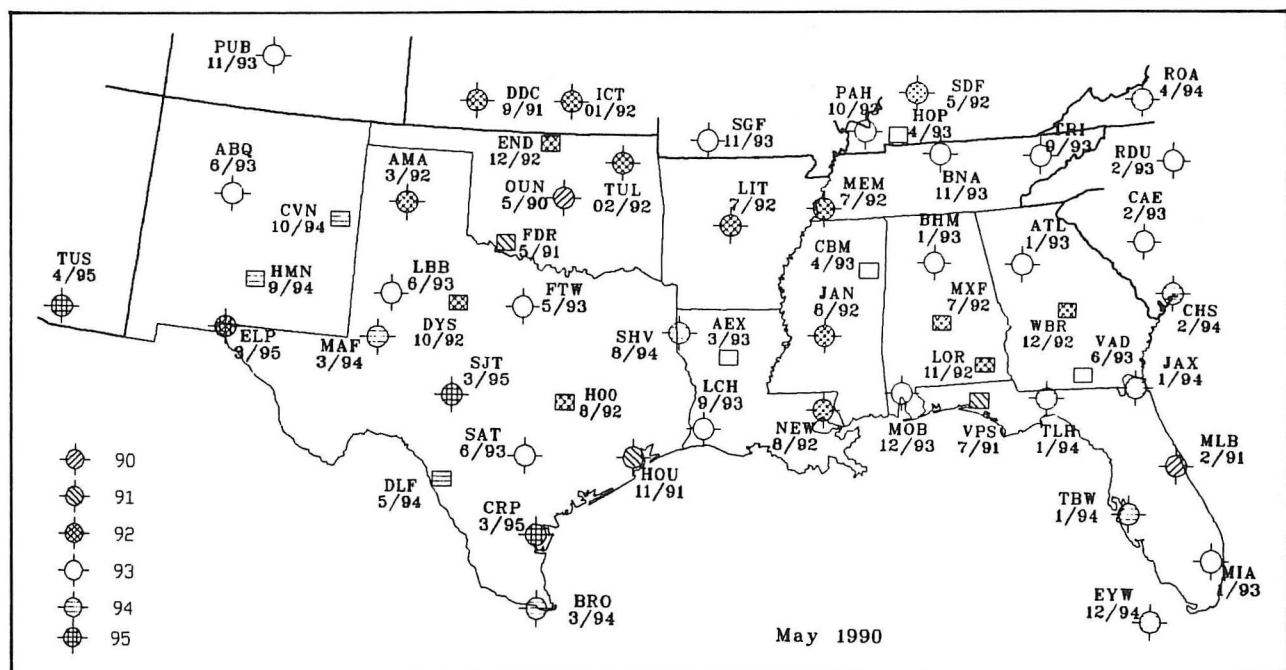 PUB
11/93
DDC
9/91
ICT
01/92
PAH
10/93
SDF
5/92
HOP
4/93
ROA
4/94
SGF
11/93
TRI
9/93
END
12/92
ABQ
6/93
AMA
3/92
OUN
5/90
TUL
02/92
LIT
7/92
MEM
7/92
BNA
11/93
RDU
2/93
CAE
2/93
CVN
10/94
FDR
5/91
BHM
1/93
ATL
1/93
CBM
4/93
TUS
4/95
HMN
9/94
LBB
6/93
FTW
5/93
JAN
8/92
MXF
7/92
CHS
2/94
ELP
3/95
MAF
3/94
DYS
10/92
SHV
8/94
AEX
3/93
WBR
12/92
VAD
6/93
LOR
11/92
SJT
3/95
HOO
8/92
LCH
9/93
JAX
1/94
NEW
8/92
MOB
12/93
VPS
7/91
TLH
1/94
SAT
6/93
HOU
11/91
MLB
2/91
DLF
5/94
CRP
3/95
TBW
1/94
BRO
3/94
EYW
12/94
MIA
1/93
90
91
92
93
94
95
May 1990